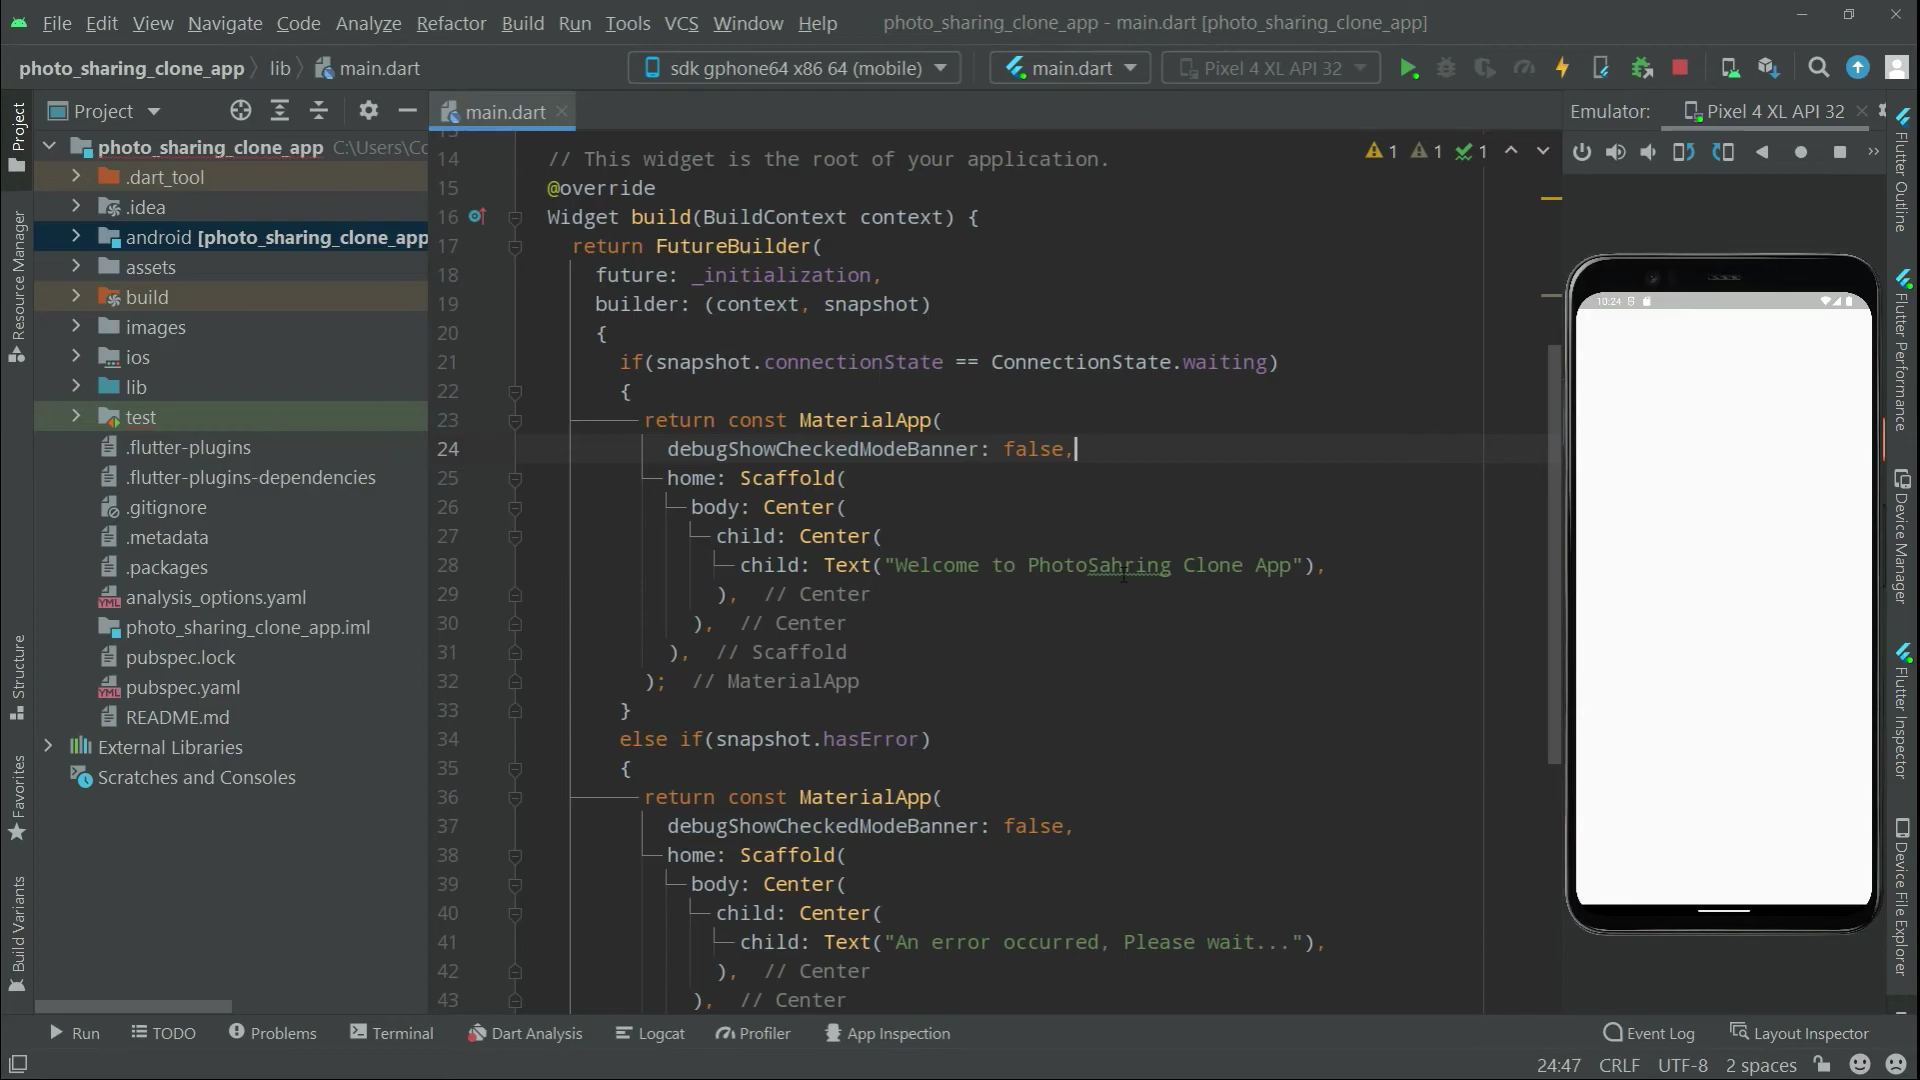 File Edit View Navigate Code Analyze Refactor Build Run Tools VCS Window Help photo_sharing_clone_app - main.dart [photo_sharing_clone_app]
photo_sharing_clone_app lib main.dart sdk gphone64 x86 64 (mobile) main.dart Pixel 4 XL API 32
Project main.dart Emulator: Pixel 4 XL API 32
Project
Resource Manager
Structure
Favorites
Build Variants
photo_sharing_clone_app C:\Users\Co
.dart_tool
.idea
android [photo_sharing_clone_app
assets
build
images
ios
lib
test
.flutter-plugins
.flutter-plugins-dependencies
.gitignore
.metadata
.packages
analysis_options.yaml
photo_sharing_clone_app.iml
pubspec.lock
pubspec.yaml
README.md
External Libraries
Scratches and Consoles
1 1 1
14 // This widget is the root of your application.
15 @override
16 Widget build(BuildContext context) {
17 return FutureBuilder(
18 future: _initialization,
19 builder: (context, snapshot)
20 {
21 if(snapshot.connectionState == ConnectionState.waiting)
22 {
23 return const MaterialApp(
24 debugShowCheckedModeBanner: false,
25 home: Scaffold(
26 body: Center(
27 child: Center(
28 child: Text("Welcome to PhotoSahring Clone App"),
29 ), // Center
30 ), // Center
31 ), // Scaffold
32 ); // MaterialApp
33 }
34 else if(snapshot.hasError)
35 {
36 return const MaterialApp(
37 debugShowCheckedModeBanner: false,
38 home: Scaffold(
39 body: Center(
40 child: Center(
41 child: Text("An error occurred, Please wait..."),
42 ), // Center
43 ), // Center
10:24
Flutter Outline
Flutter Performance
Device Manager
Flutter Inspector
Device File Explorer
Run TODO Problems Terminal Dart Analysis Logcat Profiler App Inspection Event Log Layout Inspector
24:47 CRLF UTF-8 2 spaces